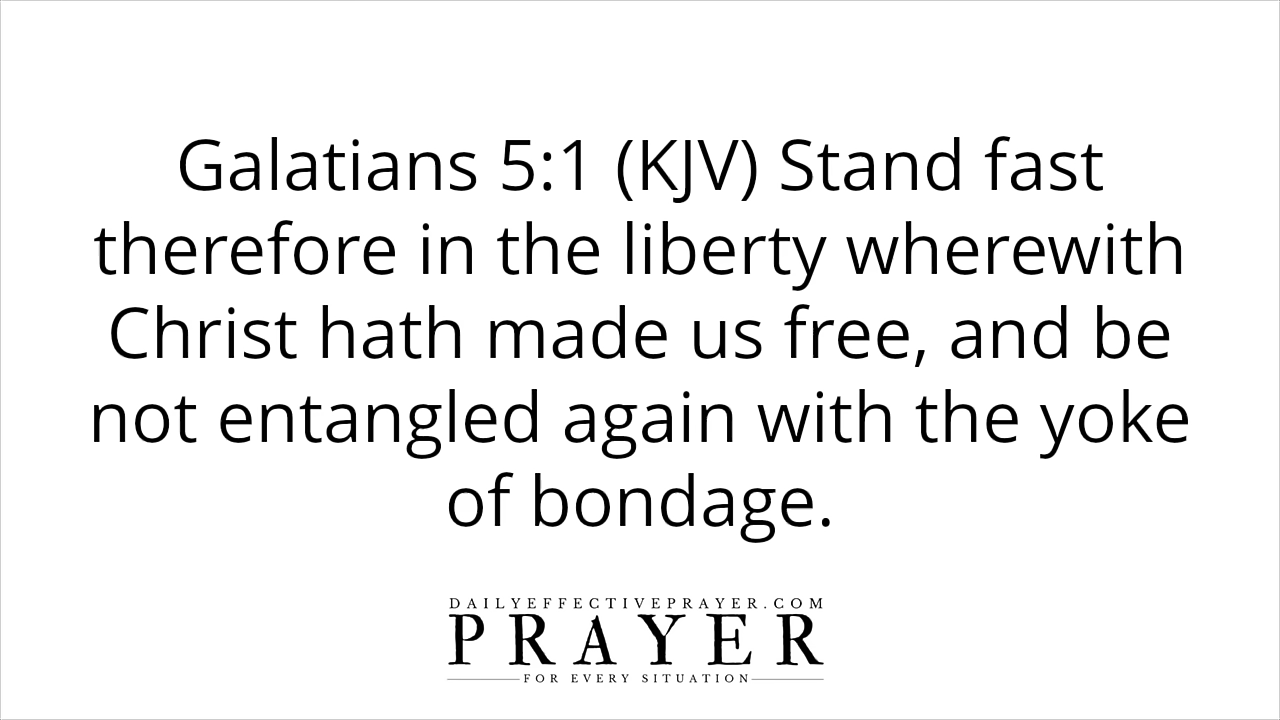 Galatians 5:1 (KJV) Stand fast
therefore in the liberty wherewith
Christ hath made us free, and be
not entangled again with the yoke
of bondage.
DAILYEFFECTIVEPRAYER.COM
PRAYER
FOR EVERY SITUATION